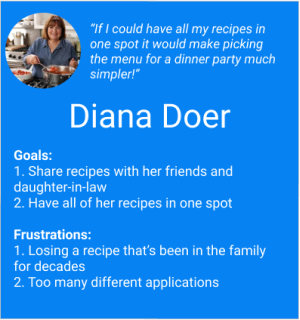 “If I could have all my recipes in
one spot it would make picking
the menu for a dinner party much
simpler!”
Diana Doer
Goals:
1. Share recipes with her friends and
daughter-in-law
2. Have all of her recipes in one spot
Frustrations:
1. Losing a recipe that’s been in the family
for decades
2. Too many different applications